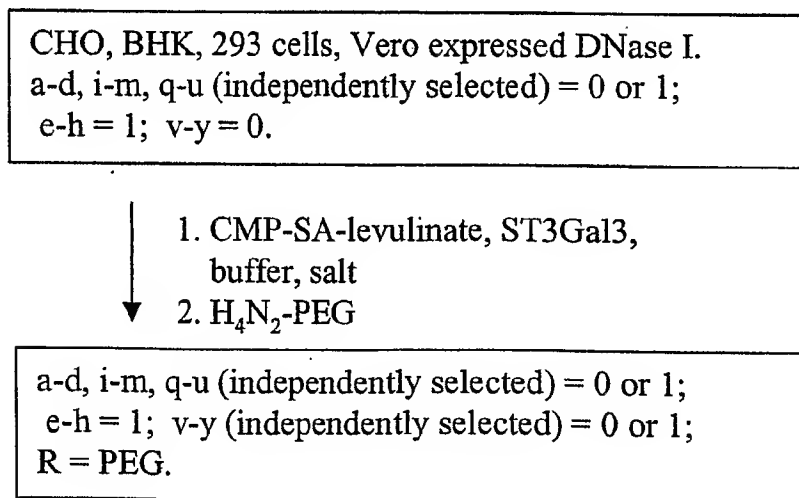 CHO, BHK, 293 cells, Vero expressed DNase I.
a-d, i-m, q-u (independently selected) = 0 or 1;
e-h = 1; v-y = 0.
1. CMP-SA-levulinate, ST3Gal3,
buffer, salt
2. H₄N₂-PEG
a-d, i-m, q-u (independently selected) = 0 or 1;
e-h = 1; v-y (independently selected) = 0 or 1;
R = PEG.